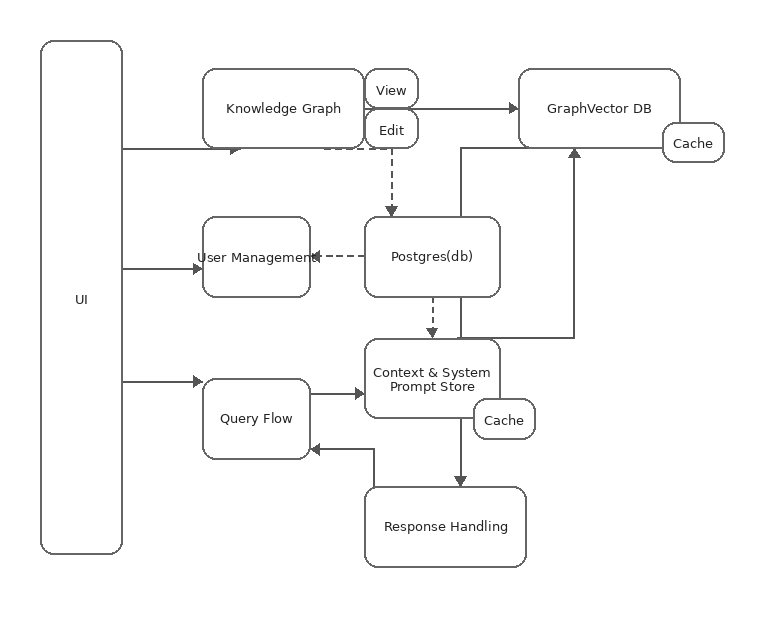 View
Knowledge Graph
GraphVector DB
Edit
Cache
User Management
Postgres(db)
UI
Context & System
Prompt Store
Query Flow
Cache
Response Handling